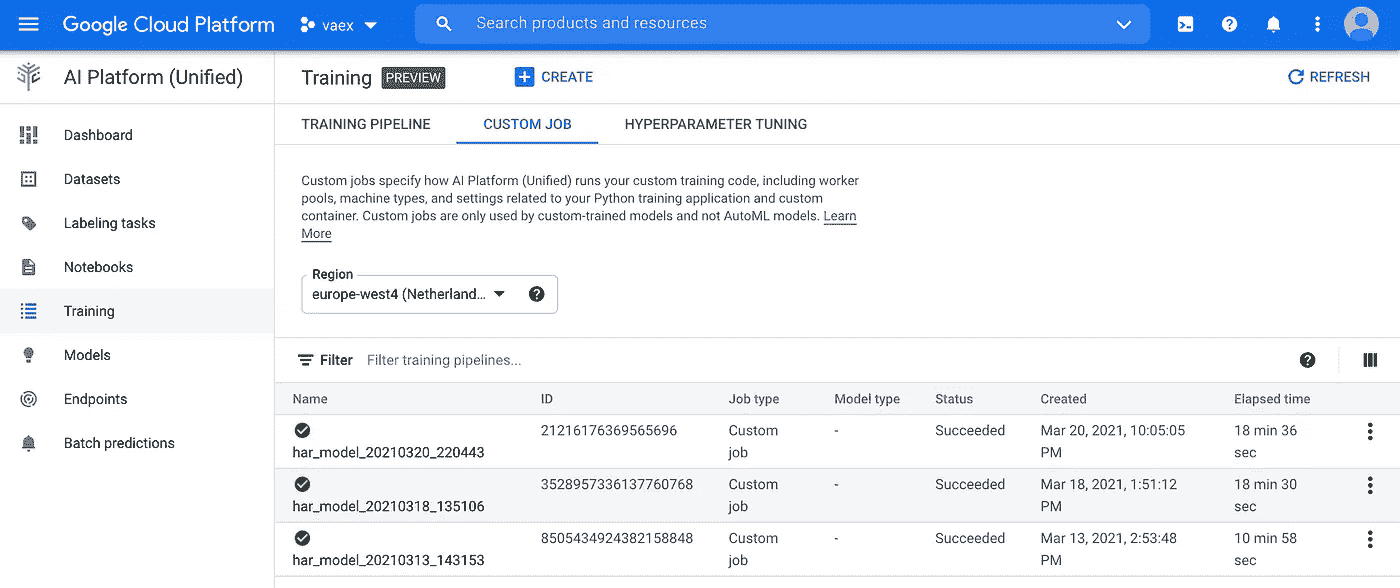 Google Cloud Platform vaex Search products and resources
AI Platform (Unified)
Dashboard
Datasets
Labeling tasks
Notebooks
Training
Models
Endpoints
Batch predictions
Training PREVIEW CREATE REFRESH
TRAINING PIPELINE CUSTOM JOB HYPERPARAMETER TUNING
Custom jobs specify how AI Platform (Unified) runs your custom training code, including worker
pools, machine types, and settings related to your Python training application and custom
container. Custom jobs are only used by custom-trained models and not AutoML models. Learn
More
Region
europe-west4 (Netherland...
Filter Filter training pipelines...
Name ID Job type Model type Status Created Elapsed time
21216176369565696 Custom - Succeeded Mar 20, 2021, 10:05:05 18 min 36
har_model_20210320_220443 job PM sec
3528957336137760768 Custom - Succeeded Mar 18, 2021, 1:51:12 18 min 30
har_model_20210318_135106 job PM sec
8505434924382158848 Custom - Succeeded Mar 13, 2021, 2:53:48 10 min 58
har_model_20210313_143153 job PM sec